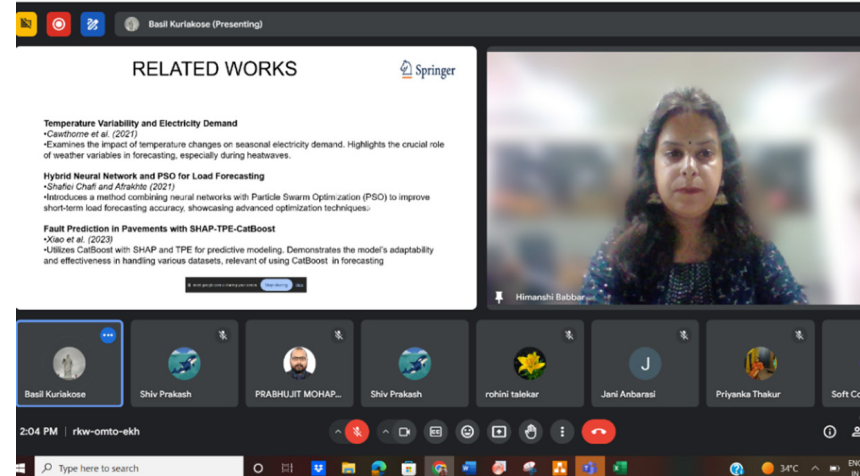 Basil Kuriakose (Presenting)
RELATED WORKS
Springer
Temperature Variability and Electricity Demand
•Cawthorne et al. (2021)
•Examines the impact of temperature changes on seasonal electricity demand. Highlights the crucial role
of weather variables in forecasting, especially during heatwaves.
Hybrid Neural Network and PSO for Load Forecasting
•Shafiei Chafi and Afrakhte (2021)
•Introduces a method combining neural networks with Particle Swarm Optimization (PSO) to improve
short-term load forecasting accuracy, showcasing advanced optimization techniques.
Fault Prediction in Pavements with SHAP-TPE-CatBoost
•Xiao et al. (2023)
•Utilizes CatBoost with SHAP and TPE for predictive modeling. Demonstrates the model's adaptability
and effectiveness in handling various datasets, relevant of using CatBoost in forecasting
Stop sharing
Himanshi Babbar
Basil Kuriakose
Shiv Prakash
PRABHUJIT MOHAP...
Shiv Prakash
rohini talekar
J
Jani Anbarasi
Priyanka Thakur
Soft Co
2:04 PM | rkw-omto-ekh
Type here to search
34°C
ENG
IN